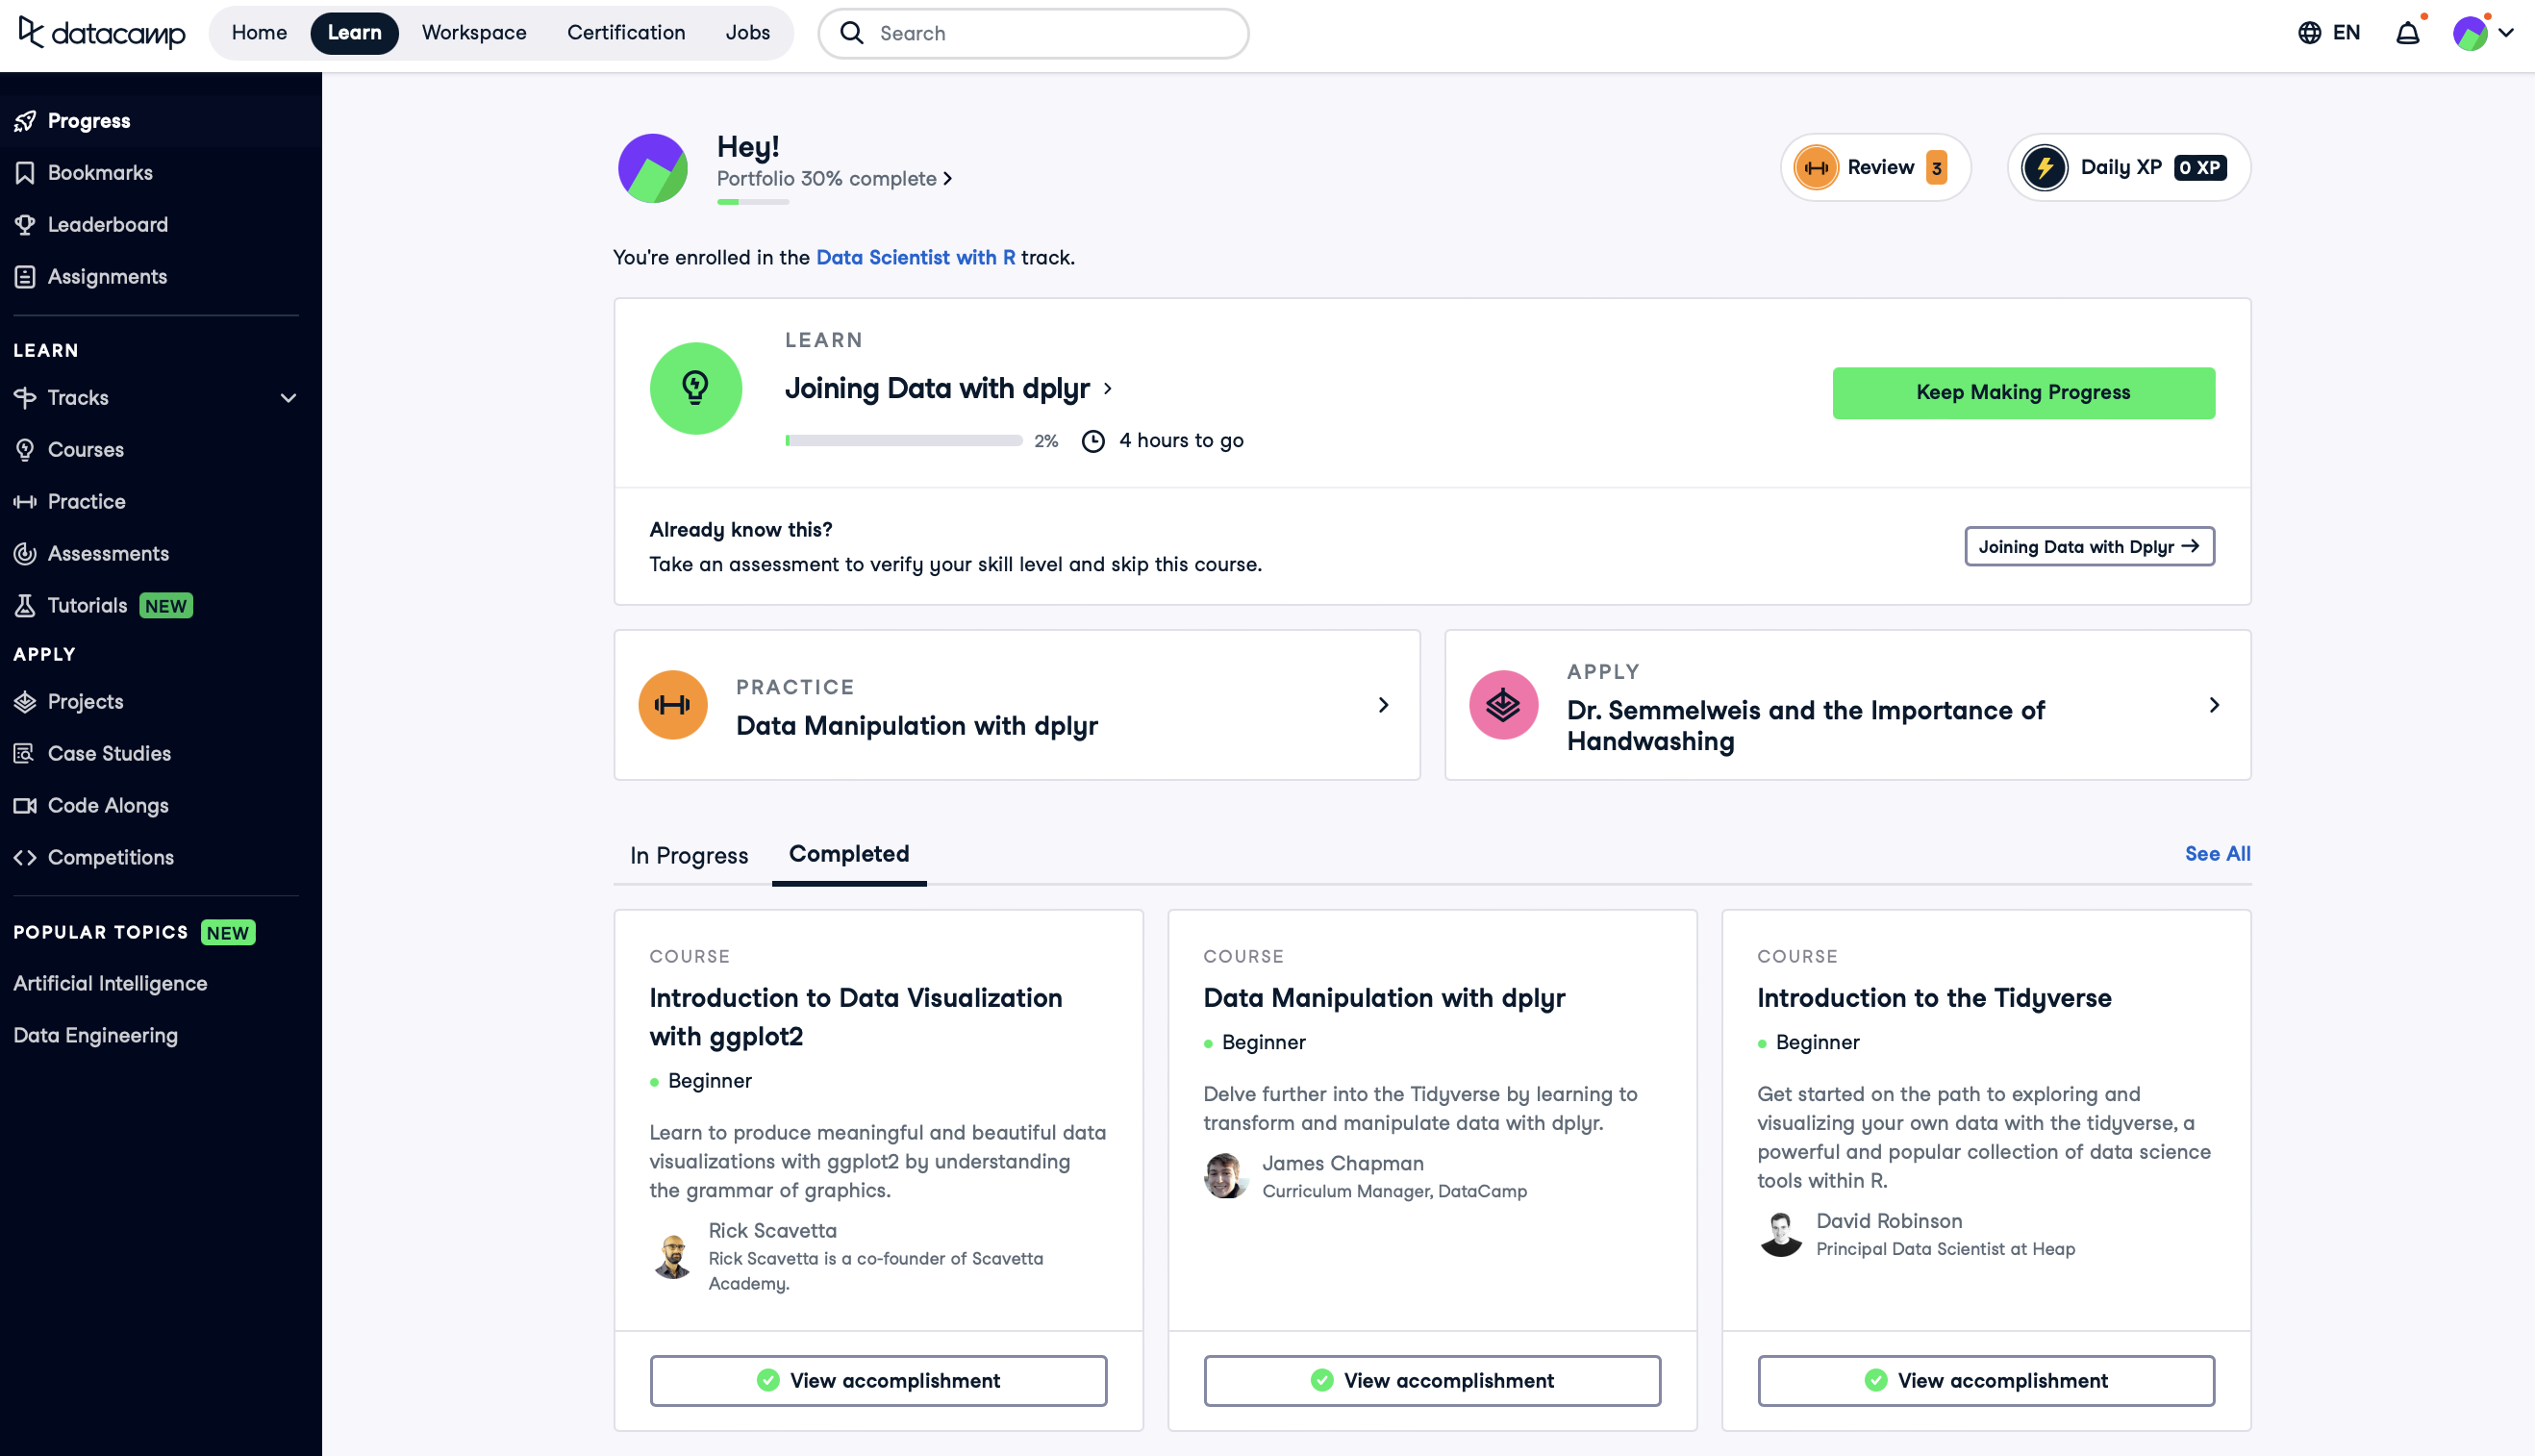 datacamp
Home Learn Workspace Certification Jobs
Search
EN
Progress
Bookmarks
Leaderboard
Assignments
LEARN
Tracks
Courses
Practice
Assessments
Tutorials NEW
APPLY
Projects
Case Studies
Code Alongs
Competitions
POPULAR TOPICS NEW
Artificial Intelligence
Data Engineering
Hey!
Portfolio 30% complete
Review 3
Daily XP 0 XP
You're enrolled in the Data Scientist with R track.
LEARN
Joining Data with dplyr
2% 4 hours to go
Keep Making Progress
Already know this?
Take an assessment to verify your skill level and skip this course.
Joining Data with Dplyr
PRACTICE
Data Manipulation with dplyr
APPLY
Dr. Semmelweis and the Importance of
Handwashing
In Progress Completed
See All
COURSE
Introduction to Data Visualization
with ggplot2
Beginner
Learn to produce meaningful and beautiful data
visualizations with ggplot2 by understanding
the grammar of graphics.
Rick Scavetta
Rick Scavetta is a co-founder of Scavetta
Academy.
View accomplishment
COURSE
Data Manipulation with dplyr
Beginner
Delve further into the Tidyverse by learning to
transform and manipulate data with dplyr.
James Chapman
Curriculum Manager, DataCamp
View accomplishment
COURSE
Introduction to the Tidyverse
Beginner
Get started on the path to exploring and
visualizing your own data with the tidyverse, a
powerful and popular collection of data science
tools within R.
David Robinson
Principal Data Scientist at Heap
View accomplishment